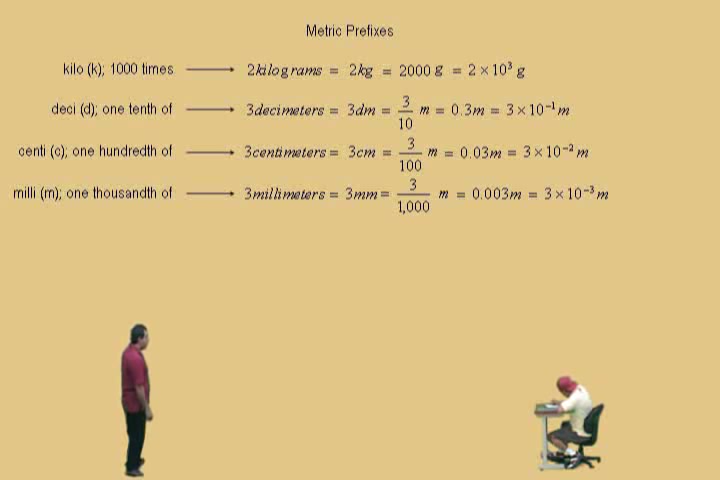 Metric Prefixes
kilo (k); 1000 times ⟶ 2kilograms = 2kg = 2000 g = 2 × 10³ g
deci (d); one tenth of ⟶ 3decimeters = 3dm = 3/10 m = 0.3m = 3 × 10⁻¹ m
centi (c); one hundredth of ⟶ 3centimeters = 3cm = 3/100 m = 0.03m = 3 × 10⁻² m
milli (m); one thousandth of ⟶ 3millimeters = 3mm = 3/1,000 m = 0.003m = 3 × 10⁻³ m